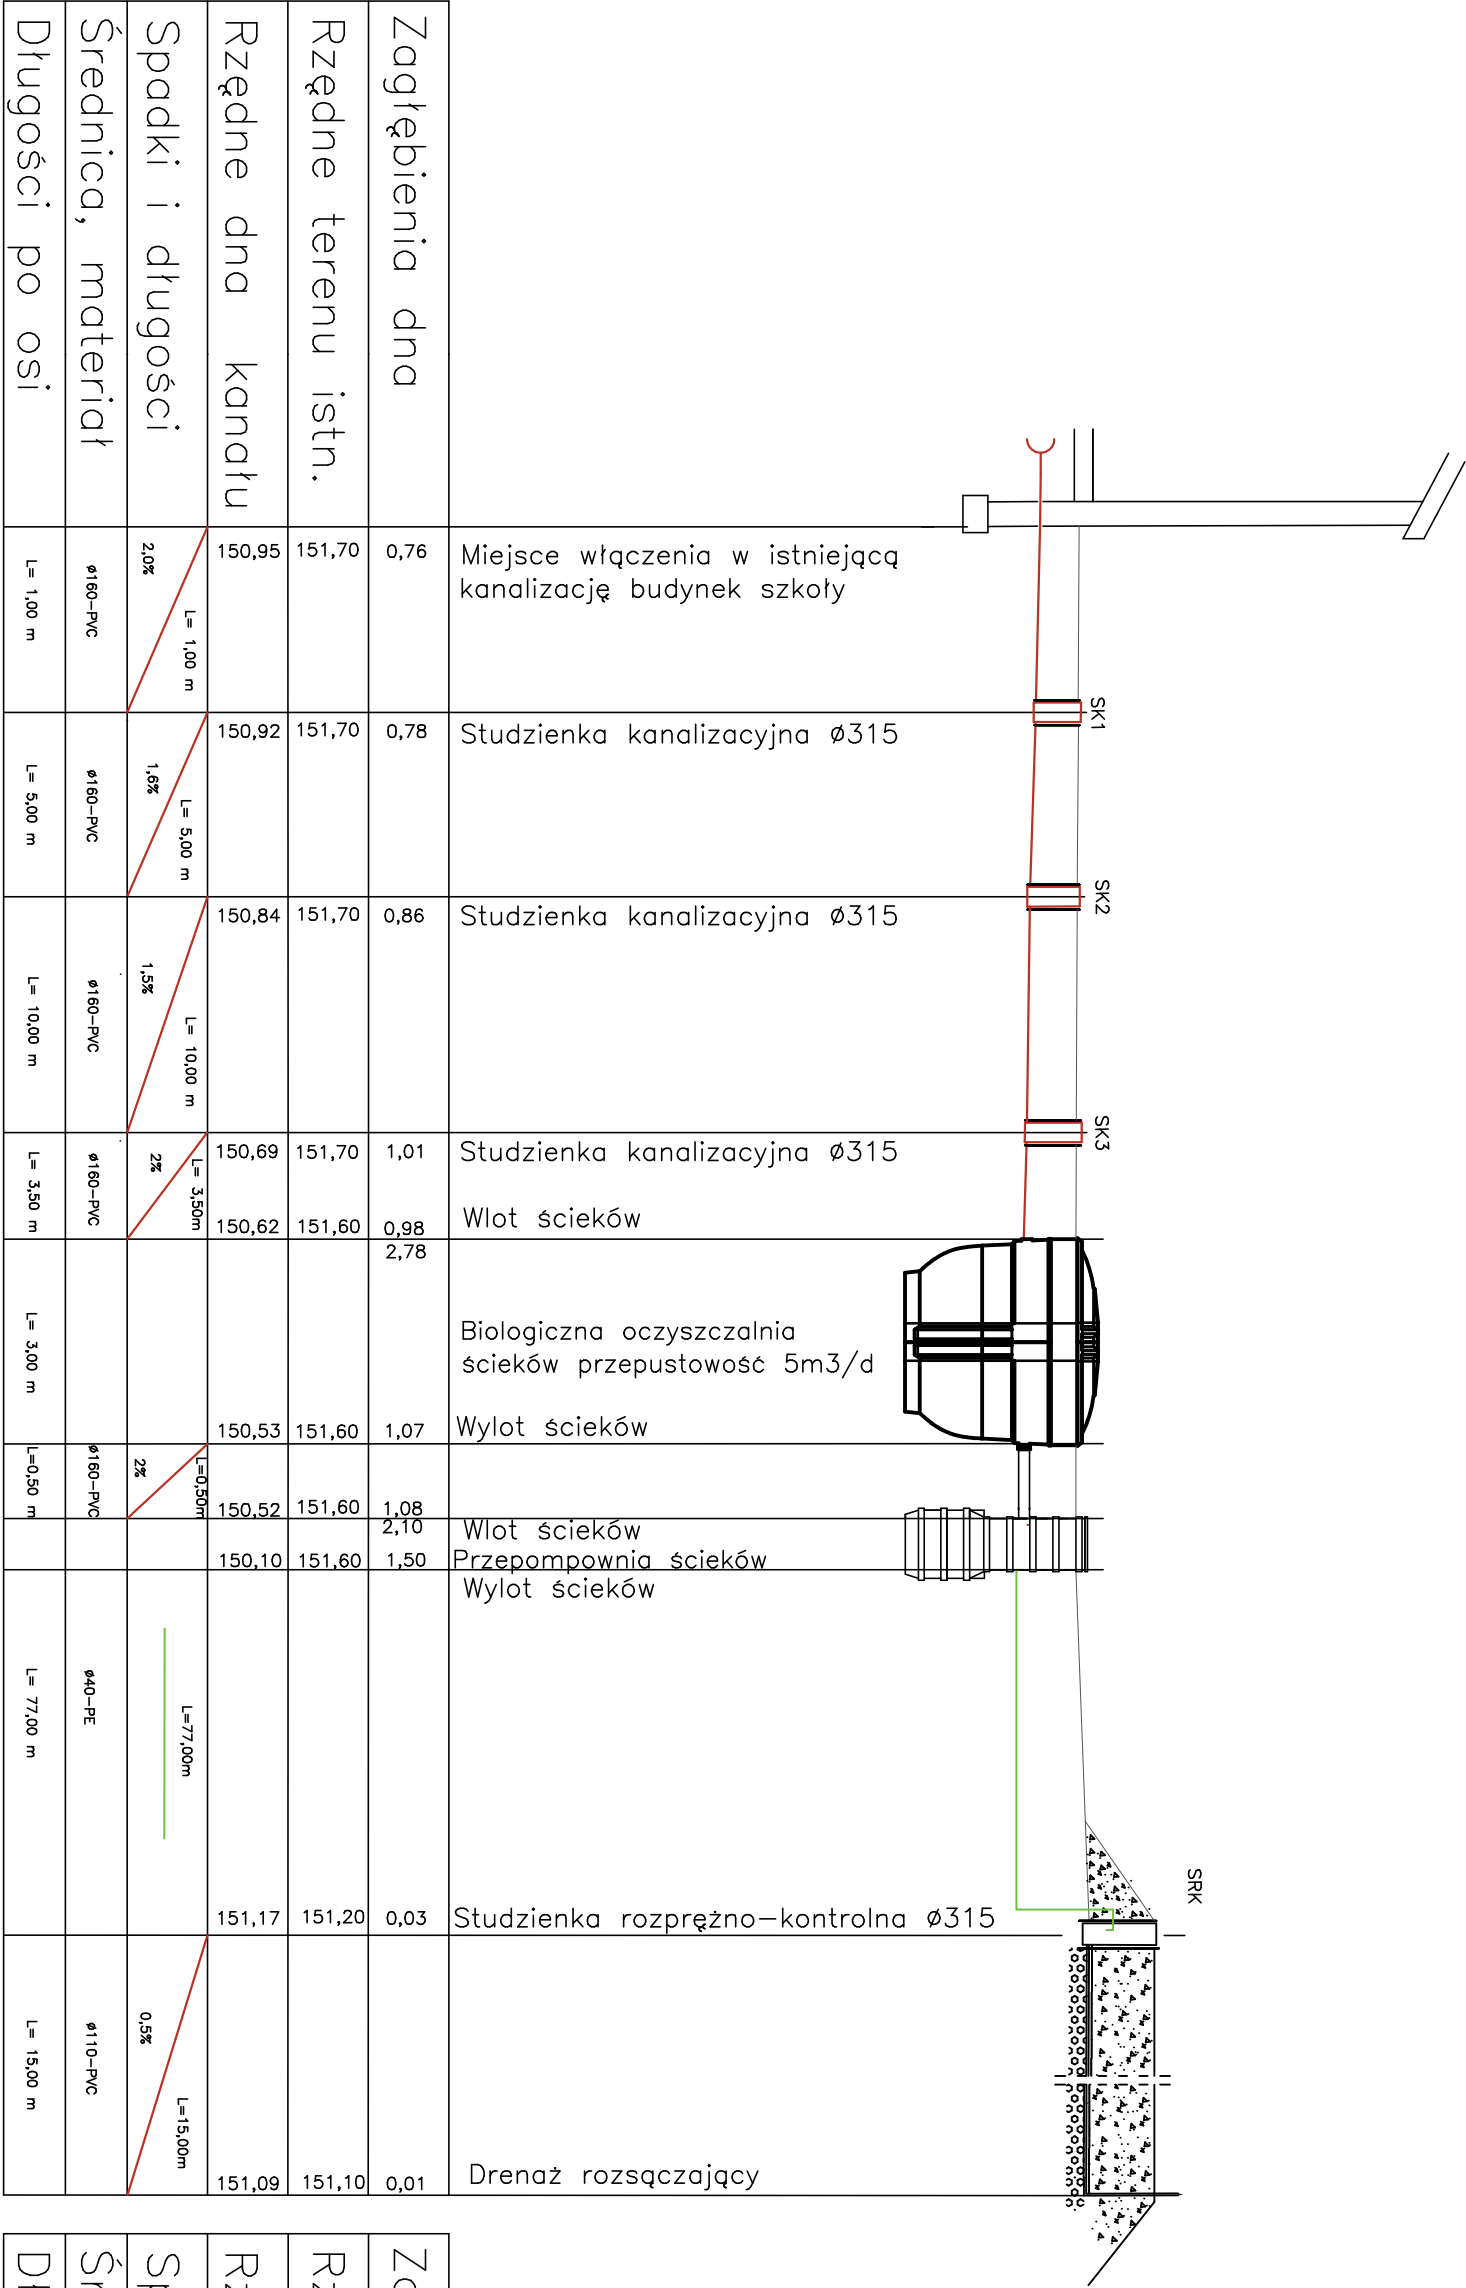 Zagłębienia dna
Rzędne terenu istn.
Rzędne dna kanału
Spadki i długości
Średnica, materiał
Długości po osi
150,95 151,70 0,76 Miejsce włączenia w istniejącą
kanalizację budynek szkoły
2,0%
L= 1,00 m
ø160-PVC
L= 1,00 m
SK1
150,92 151,70 0,78 Studzienka kanalizacyjna Ø315
1,6%
L= 5,00 m
ø160-PVC
L= 5,00 m
SK2
150,84 151,70 0,86 Studzienka kanalizacyjna Ø315
1,5%
L= 10,00 m
ø160-PVC
L= 10,00 m
SK3
150,69 151,70 1,01 Studzienka kanalizacyjna Ø315
2%
L= 3,50m
ø160-PVC
L= 3,50 m
150,62 151,60 0,98 Wlot ścieków
2,78
L= 3,00 m
Biologiczna oczyszczalnia
ścieków przepustowość 5m3/d
150,53 151,60 1,07 Wylot ścieków
2%
L=0,50m
ø160-PVC
L=0,50 m
150,52 151,60 1,08
2,10 Wlot ścieków
150,10 151,60 1,50 Przepompownia ścieków
Wylot ścieków
L=77,00m
ø40-PE
L= 77,00 m
SRK
151,17 151,20 0,03 Studzienka rozprężno-kontrolna Ø315
0,5%
L=15,00m
ø110-PVC
L= 15,00 m
151,09 151,10 0,01 Drenaż rozsączający